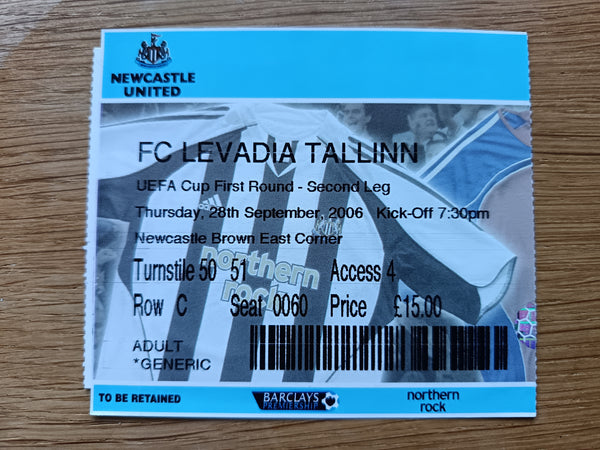 NEWCASTLE
UNITED
FC LEVADIA TALLINN
UEFA Cup First Round - Second Leg
Thursday, 28th September, 2006 Kick-Off 7:30pm
Newcastle Brown East Corner
northern
rock
Turnstile 50 51 Access 4
Row C Seat 0060 Price £15.00
ADULT
*GENERIC
TO BE RETAINED
BARCLAYS
PREMIERSHIP
northern
rock